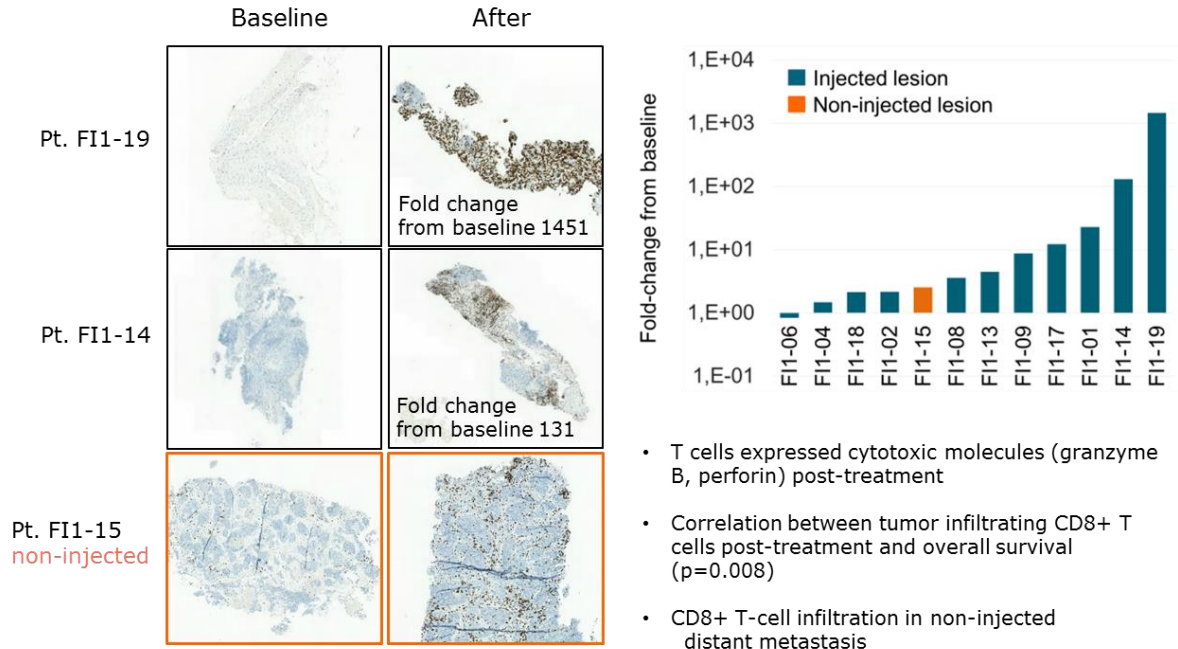 Baseline
After
Pt. FI1-19
Fold change
from baseline 1451
Pt. FI1-14
Fold change
from baseline 131
Pt. FI1-15
non-injected
Fold-change from baseline
1,E+04
1,E+03
1,E+02
1,E+01
1,E+00
1,E-01
Injected lesion
Non-injected lesion
FI1-06
FI1-04
FI1-18
FI1-02
FI1-15
FI1-08
FI1-13
FI1-09
FI1-17
FI1-01
FI1-14
FI1-19
• T cells expressed cytotoxic molecules (granzyme
B, perforin) post-treatment
• Correlation between tumor infiltrating CD8+ T
cells post-treatment and overall survival
(p=0.008)
• CD8+ T-cell infiltration in non-injected
distant metastasis